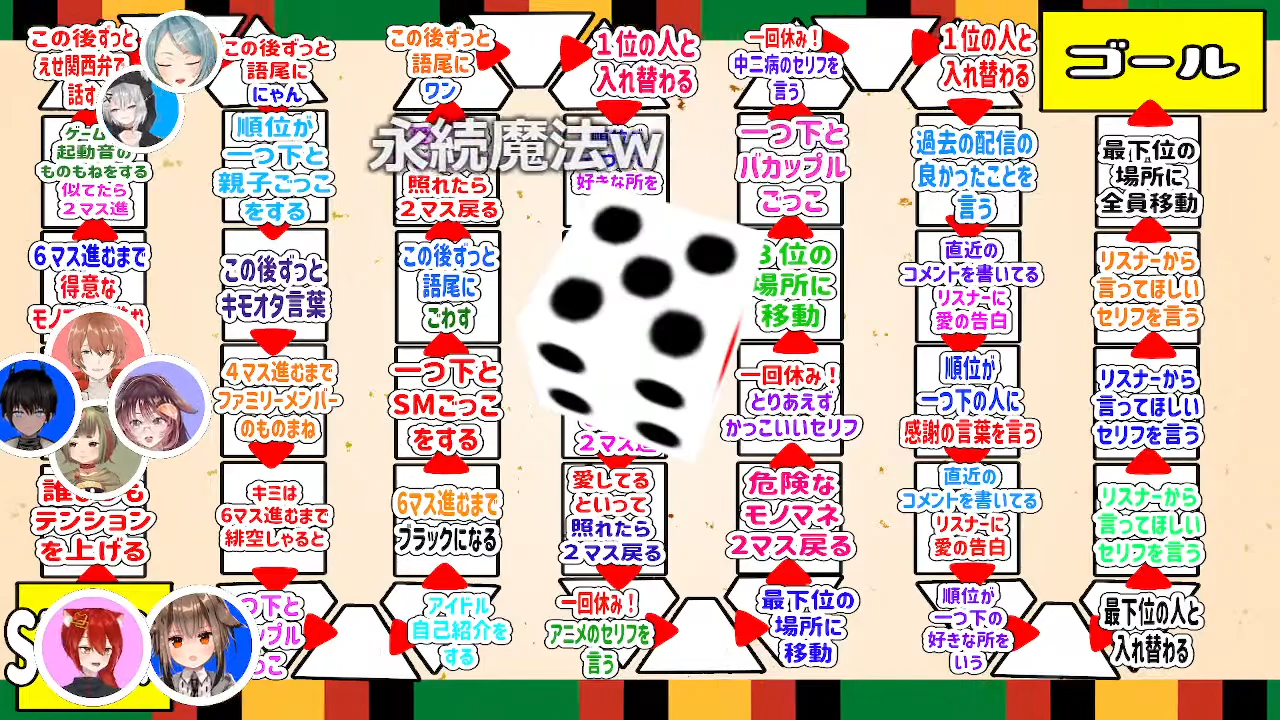 この後ずっと
えせ関西弁で
話す
ゲーム
起動音の
ものまねをする
似てたら
2マス進
6マス進むまで
得意な
テンション
を上げる
この後ずっと
語尾に
にゃん
順位が
一つ下と
親子ごっこ
をする
この後ずっと
キモオタ言葉
4マス進むまで
ファミリーメンバー
のものまね
キミは
6マス進むまで
緋空しゃると
つ下と
この後ずっと
語尾に
ワン
永続魔法w
照れたら
2マス戻る
この後ずっと
語尾に
ごわす
一つ下と
SMごっこ
をする
6マス進むまで
ブラックになる
アイドル
自己紹介を
する
1位の人と
入れ替わる
好きな所を
2マス進
愛してる
といって
照れたら
2マス戻る
一回休み!
アニメのセリフを
言う
一回休み!
中二病のセリフを
言う
一つ下と
バカップル
ごっこ
3位の
場所に
移動
一回休み!
とりあえず
かっこいいセリフ
危険な
モノマネ
2マス戻る
最下位の
場所に
移動
1位の人と
入れ替わる
過去の配信の
良かったことを
言う
直近の
コメントを書いてる
リスナーに
愛の告白
順位が
一つ下の人に
感謝の言葉を言う
直近の
コメントを書いてる
リスナーに
愛の告白
順位が
一つ下の
好きな所を
いう
ゴール
最下位の
場所に
全員移動
リスナーから
言ってほしい
セリフを言う
リスナーから
言ってほしい
セリフを言う
リスナーから
言ってほしい
セリフを言う
最下位の人と
入れ替わる